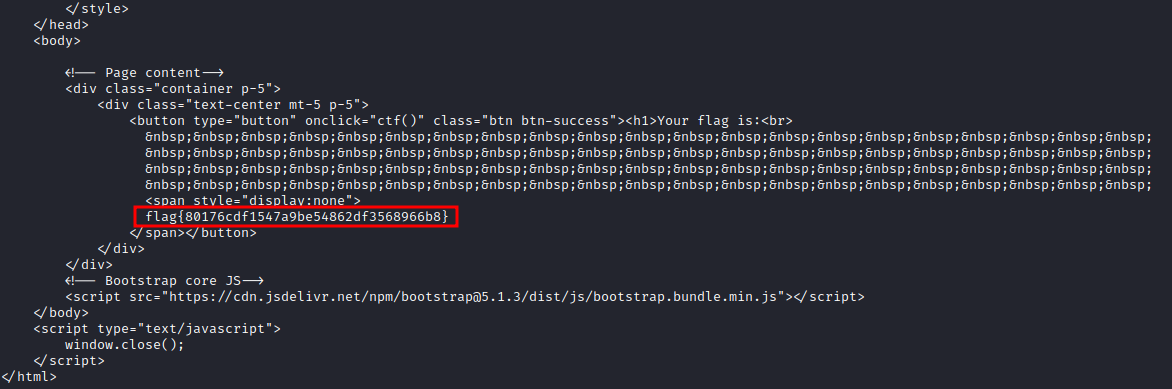 </style>
</head>
<body>
<!-- Page content-->
<div class="container p-5">
<div class="text-center mt-5 p-5">
<button type="button" onclick="ctf()" class="btn btn-success"><h1>Your flag is:<br>
&nbsp;&nbsp;&nbsp;&nbsp;&nbsp;&nbsp;&nbsp;&nbsp;&nbsp;&nbsp;&nbsp;&nbsp;&nbsp;&nbsp;&nbsp;&nbsp;&nbsp;&nbsp;&nbsp;&nbsp;&nbsp;
&nbsp;&nbsp;&nbsp;&nbsp;&nbsp;&nbsp;&nbsp;&nbsp;&nbsp;&nbsp;&nbsp;&nbsp;&nbsp;&nbsp;&nbsp;&nbsp;&nbsp;&nbsp;&nbsp;&nbsp;&nbsp;
&nbsp;&nbsp;&nbsp;&nbsp;&nbsp;&nbsp;&nbsp;&nbsp;&nbsp;&nbsp;&nbsp;&nbsp;&nbsp;&nbsp;&nbsp;&nbsp;&nbsp;&nbsp;&nbsp;&nbsp;&nbsp;
&nbsp;&nbsp;&nbsp;&nbsp;&nbsp;&nbsp;&nbsp;&nbsp;&nbsp;&nbsp;&nbsp;&nbsp;&nbsp;&nbsp;&nbsp;&nbsp;&nbsp;&nbsp;&nbsp;&nbsp;&nbsp;
<span style="display:none">
flag{80176cdf1547a9be54862df3568966b8}
</span></button>
</div>
</div>
<!-- Bootstrap core JS-->
<script src="https://cdn.jsdelivr.net/npm/bootstrap@5.1.3/dist/js/bootstrap.bundle.min.js"></script>
</body>
<script type="text/javascript">
window.close();
</script>
</html>